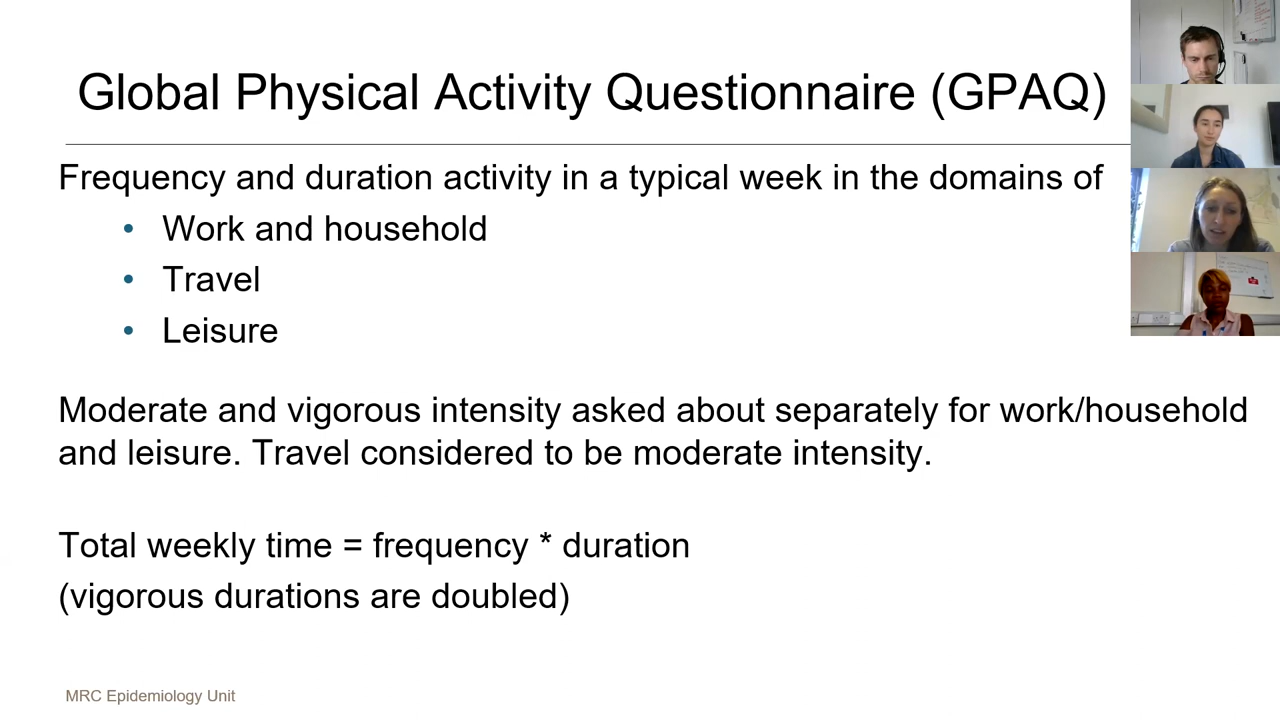 Global Physical Activity Questionnaire (GPAQ)
Frequency and duration activity in a typical week in the domains of
• Work and household
• Travel
• Leisure
Moderate and vigorous intensity asked about separately for work/household
and leisure. Travel considered to be moderate intensity.
Total weekly time = frequency * duration
(vigorous durations are doubled)
MRC Epidemiology Unit